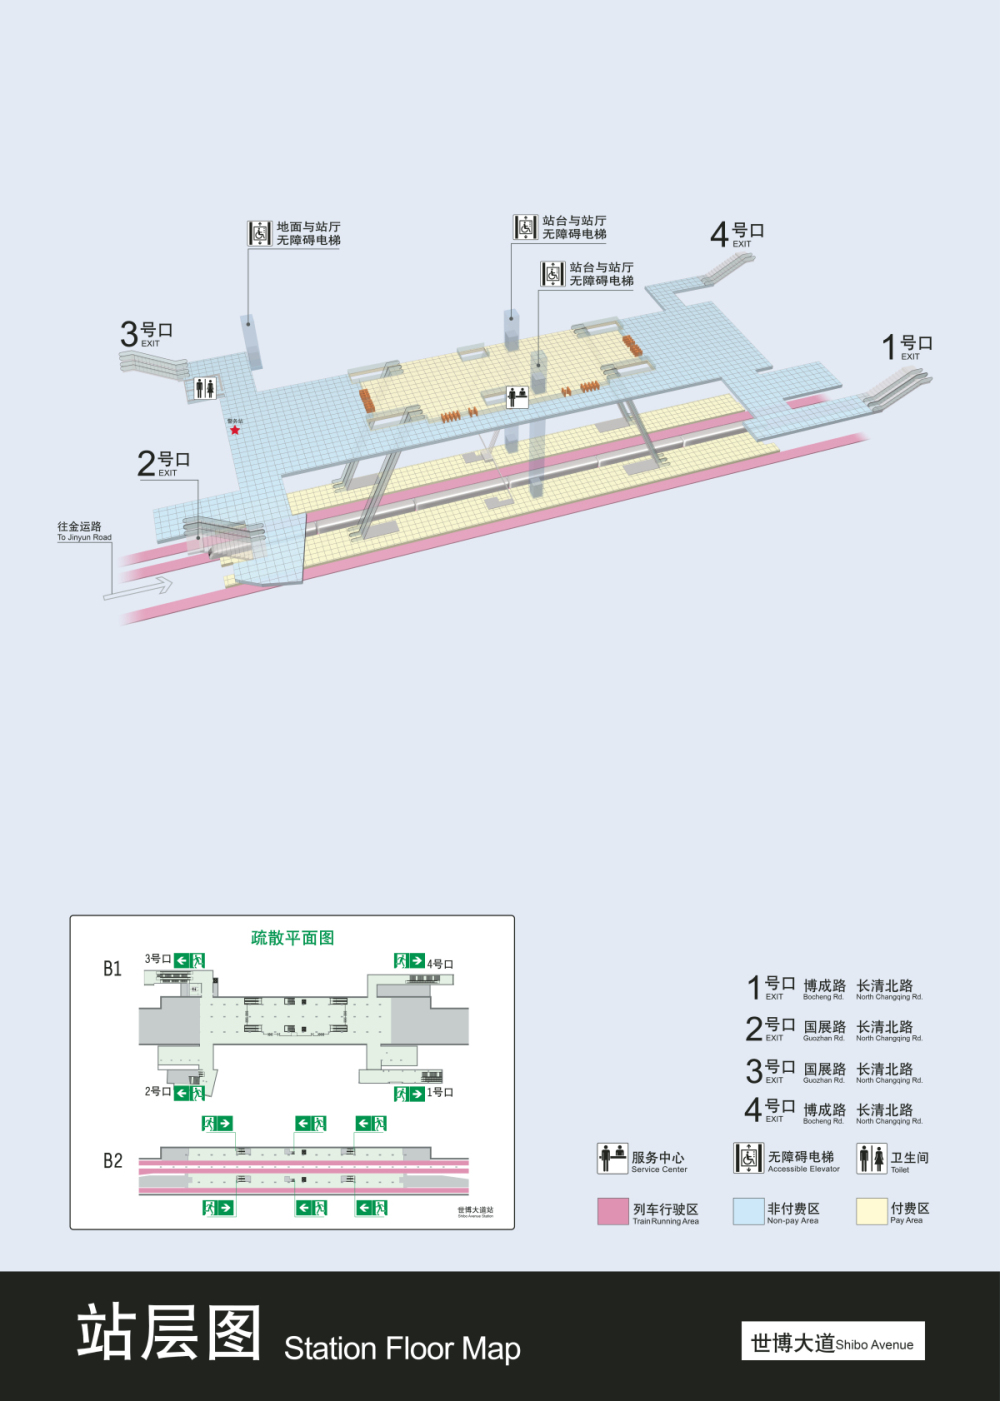 地面与站厅
无障碍电梯
站台与站厅
无障碍电梯
站台与站厅
无障碍电梯
4号口
EXIT
3号口
EXIT
1号口
EXIT
警务站
2号口
EXIT
往金运路
To Jinyun Road
疏散平面图
B1
3号口
4号口
2号口
1号口
B2
世博大道站
Shibo Avenue Station
1号口 博成路 长清北路
EXIT Bocheng Rd. North Changqing Rd.
2号口 国展路 长清北路
EXIT Guozhan Rd. North Changqing Rd.
3号口 国展路 长清北路
EXIT Guozhan Rd. North Changqing Rd.
4号口 博成路 长清北路
EXIT Bocheng Rd. North Changqing Rd.
服务中心 无障碍电梯 卫生间
Service Center Accessible Elevator Toilet
列车行驶区 非付费区 付费区
Train Running Area Non-pay Area Pay Area
站层图 Station Floor Map
世博大道 Shibo Avenue